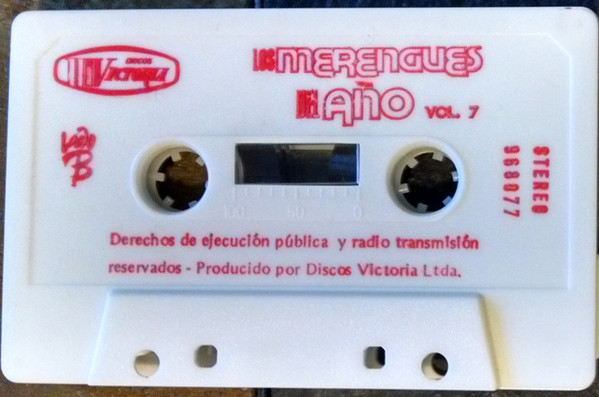 DISCOS
VICTORIA
LOS MERENGUES
DEL AÑO VOL. 7
Lado
B
STEREO
968077
100 50 0
Derechos de ejecución pública y radio transmisión
reservados - Producido por Discos Victoria Ltda.